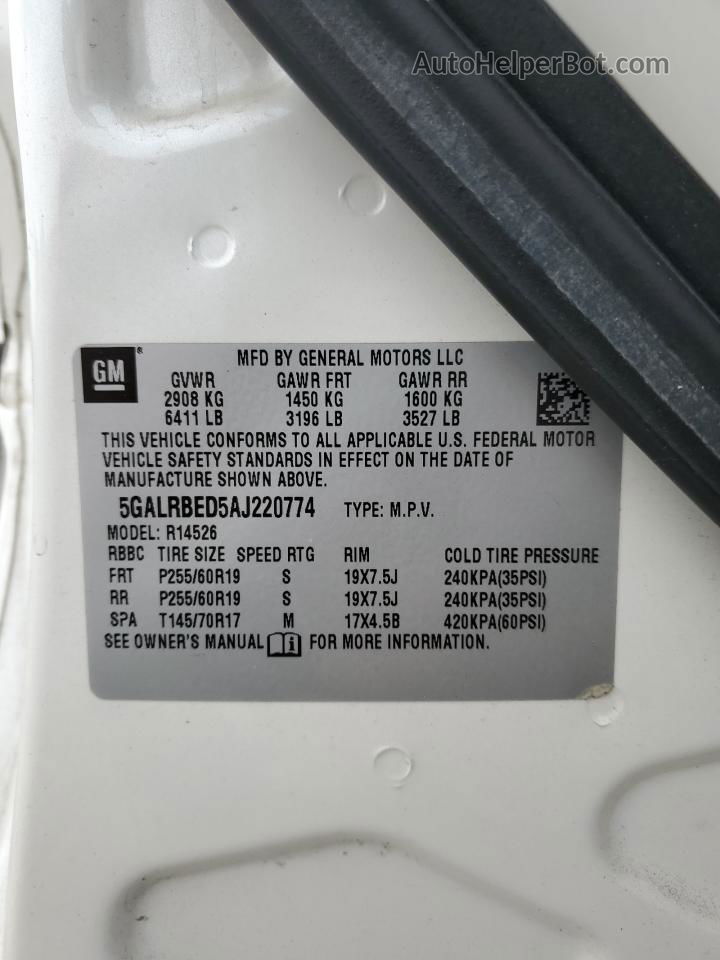 AutoHelperBot.com
GM®
MFD BY GENERAL MOTORS LLC
GVWR GAWR FRT GAWR RR
2908 KG 1450 KG 1600 KG
6411 LB 3196 LB 3527 LB
THIS VEHICLE CONFORMS TO ALL APPLICABLE U.S. FEDERAL MOTOR
VEHICLE SAFETY STANDARDS IN EFFECT ON THE DATE OF
MANUFACTURE SHOWN ABOVE.
5GALRBED5AJ220774 TYPE: M.P.V.
MODEL: R14526
RBBC TIRE SIZE SPEED RTG RIM COLD TIRE PRESSURE
FRT P255/60R19 S 19X7.5J 240KPA(35PSI)
RR P255/60R19 S 19X7.5J 240KPA(35PSI)
SPA T145/70R17 M 17X4.5B 420KPA(60PSI)
SEE OWNER'S MANUAL i FOR MORE INFORMATION.